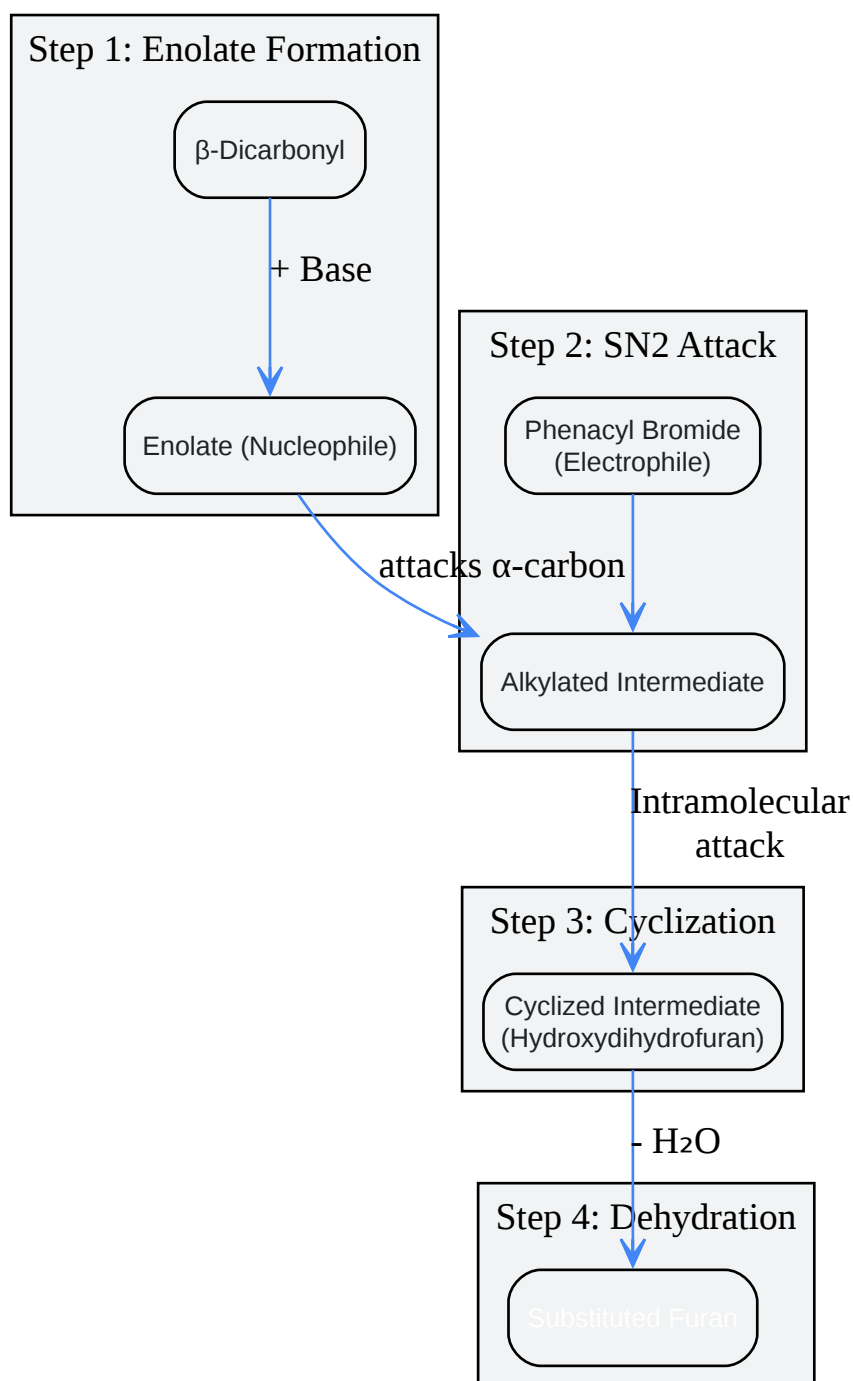 Step 1: Enolate Formation
β-Dicarbonyl
+ Base
Enolate (Nucleophile)
Step 2: SN2 Attack
Phenacyl Bromide
(Electrophile)
attacks α-carbon
Alkylated Intermediate
Intramolecular
attack
Step 3: Cyclization
Cyclized Intermediate
(Hydroxydihydrofuran)
- H₂O
Step 4: Dehydration
Substituted Furan